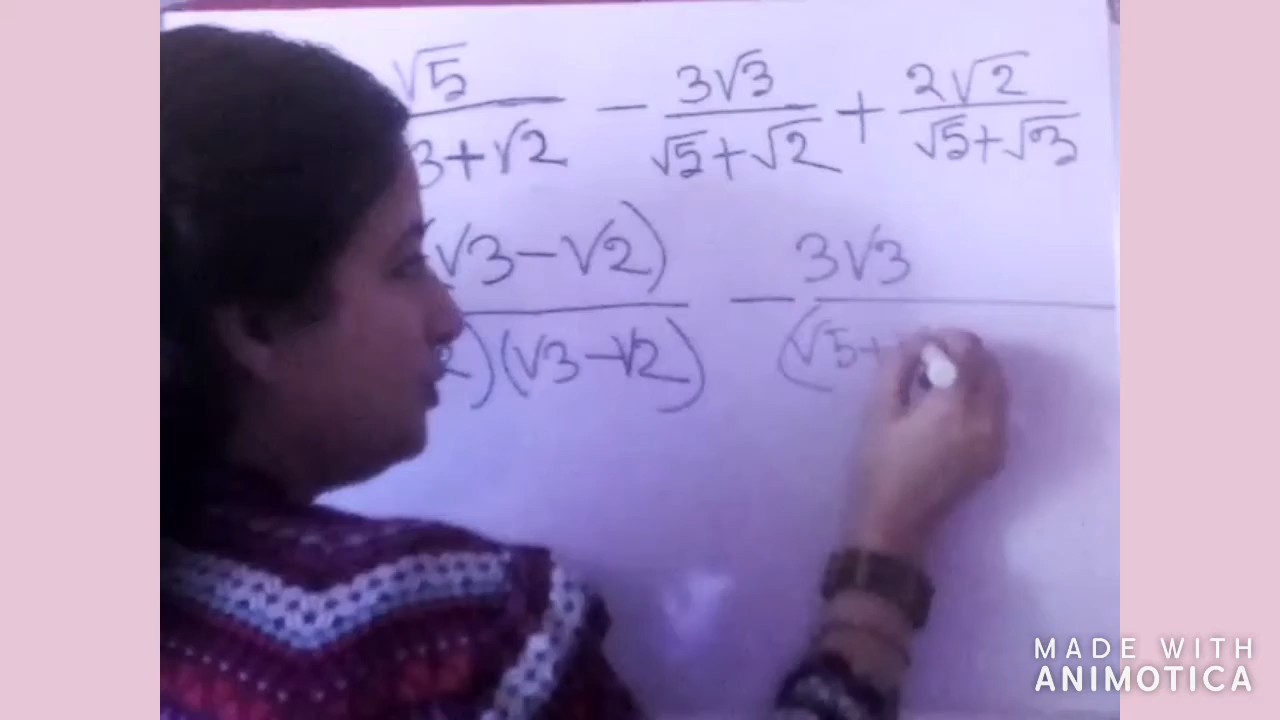 √5 / 3 + √2 − 3√3 / √5 + √2 + 2√2 / √5 + √3
(√3 − √2) / 2)(√3 − √2) − 3√3 / (√5 +
MADE WITH
ANIMOTICA